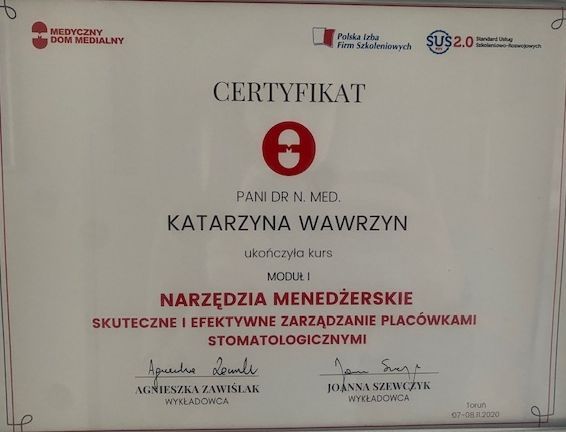 MEDYCZNY
DOM MEDIALNY
Polska Izba
Firm Szkoleniowych
SUS 2.0
Standard Usług
Szkoleniowo-Rozwojowych
CERTYFIKAT
M
PANI DR N. MED.
KATARZYNA WAWRZYN
ukończyła kurs
MODUŁ I
NARZĘDZIA MENEDŻERSKIE
SKUTECZNE I EFEKTYWNE ZARZĄDZANIE PLACÓWKAMI
STOMATOLOGICZNYMI
AGNIESZKA ZAWIŚLAK
WYKŁADOWCA
JOANNA SZEWCZYK
WYKŁADOWCA
Toruń
07-08.11.2020